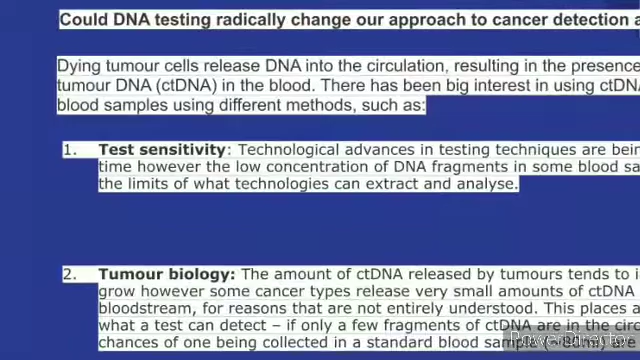 Could DNA testing radically change our approach to cancer detection a
Dying tumour cells release DNA into the circulation, resulting in the presence
tumour DNA (ctDNA) in the blood. There has been big interest in using ctDNA
blood samples using different methods, such as:
1. Test sensitivity: Technological advances in testing techniques are bein
time however the low concentration of DNA fragments in some blood sa
the limits of what technologies can extract and analyse.
2. Tumour biology: The amount of ctDNA released by tumours tends to i
grow however some cancer types release very small amounts of ctDNA
bloodstream, for reasons that are not entirely understood. This places a
what a test can detect – if only a few fragments of ctDNA are in the circ
chances of one being collected in a standard blood sample are
PowerDirector